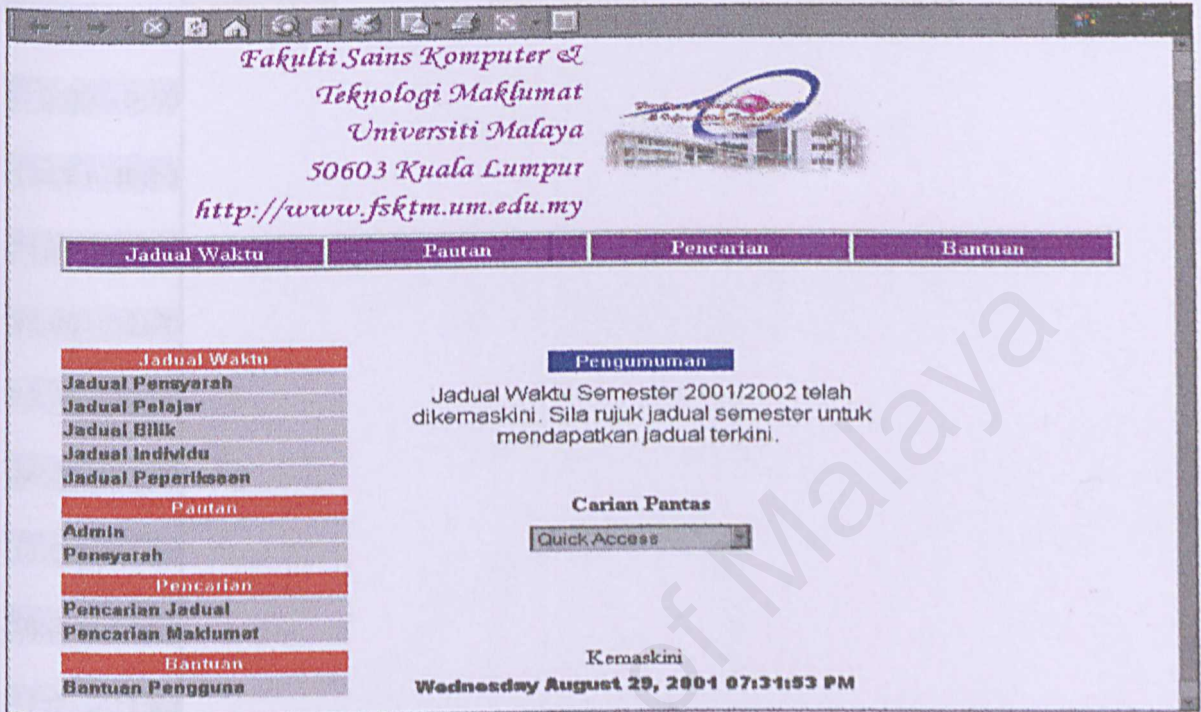 Fakulti Sains Komputer &
Teknologi Maklumat
Universiti Malaya
50603 Kuala Lumpur
http://www.fsktm.um.edu.my
Jadual Waktu Pautan Pencarian Bantuan
Jadual Waktu
Jadual Pensyarah
Jadual Pelajar
Jadual Bilik
Jadual Individu
Jadual Peperiksaan
Pautan
Admin
Pensyarah
Pencarian
Pencarian Jadual
Pencarian Maklumat
Bantuan
Bantuan Pengguna
Pengumuman
Jadual Waktu Semester 2001/2002 telah
dikemaskini. Sila rujuk jadual semester untuk
mendapatkan jadual terkini.
Carian Pantas
Quick Access
Kemaskini
Wednesday August 29, 2001 07:31:53 PM
of Malaya